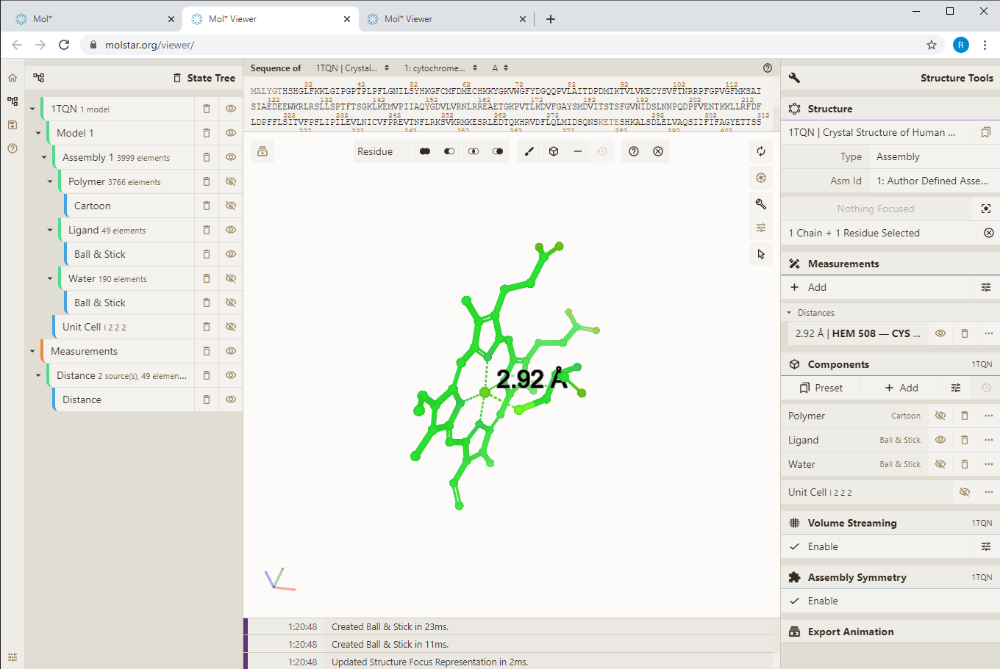 Mol*
Mol* Viewer
Mol* Viewer
molstar.org/viewer/
R
State Tree
1TQN 1 model
Model 1
Assembly 1 3999 elements
Polymer 3766 elements
Cartoon
Ligand 49 elements
Ball & Stick
Water 190 elements
Ball & Stick
Unit Cell I 2 2 2
Measurements
Distance 2 source(s), 49 elemen...
Distance
Sequence of 1TQN | Crystal... 1: cytochrome... A
32 42 52 62 72 82 92 102 112
MALYGTHSHGLFKKLGIPGPTPLPFLGNILSYHKGFCMFDMECHKKYGKVWGFYDGQQPVLAITDPDMIKTVLVKECYSVFTNRRPFGPVGFMKSAI
122 132 142 152 162 172 182 192 202 212
SIAEDEEWKRLRSLLSPTFTSGKLKEMVPIIAQYGDVLVRNLRREAETGKPVTLKDVFGAYSMDVITSTSFGVNIDSLNNPQDPFVENTKKLLRFDF
222 232 242 252 262 272 282 292 302 312
LDPFFLSITVFPFLIPILEVLNICVFPREVTNFLRKSVKRMKESRLEDTQKHRVDFLQLMIDSQNSKETESHKALSDLELVAQSIIFIFAGYETTSS
Residue
2.92 Å
1:20:48 Created Ball & Stick in 23ms.
1:20:48 Created Ball & Stick in 11ms.
1:20:48 Updated Structure Focus Representation in 2ms.
Structure Tools
Structure
1TQN | Crystal Structure of Human ...
Type Assembly
Asm Id 1: Author Defined Asse...
Nothing Focused
1 Chain + 1 Residue Selected
Measurements
Add
Distances
2.92 Å | HEM 508 — CYS ...
Components 1TQN
Preset Add
Polymer Cartoon
Ligand Ball & Stick
Water Ball & Stick
Unit Cell I 2 2 2
Volume Streaming 1TQN
Enable
Assembly Symmetry 1TQN
Enable
Export Animation